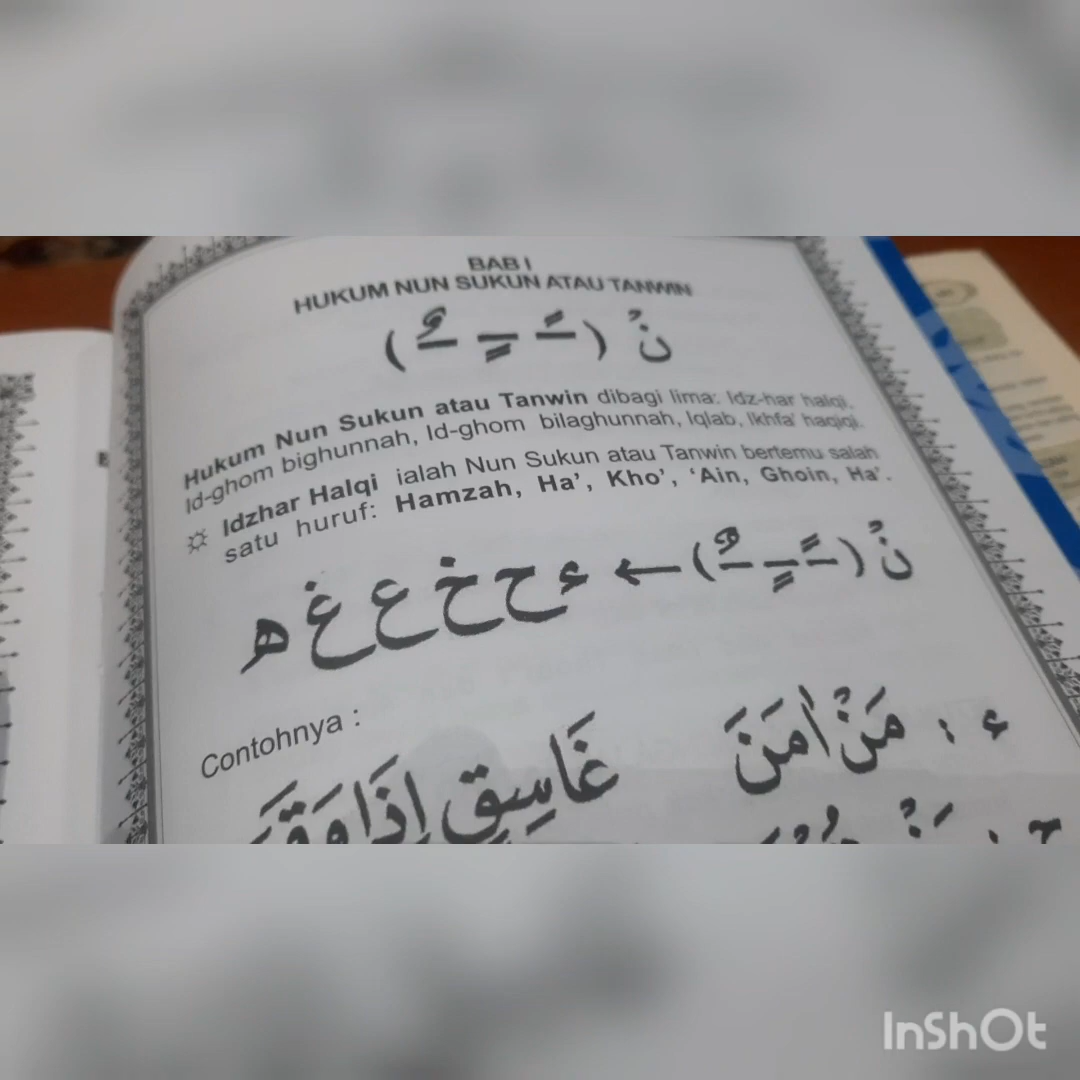 BAB I
HUKUM NUN SUKUN ATAU TANWIN
نْ (ـًـ ـٍـ ـٌـ)
Hukum Nun Sukun atau Tanwin dibagi lima: Idz-har halqi,
Id-ghom bighunnah, Id-ghom bilaghunnah, Iqlab, Ikhfa' haqiqi.
☼ Idzhar Halqi ialah Nun Sukun atau Tanwin bertemu salah
satu huruf: Hamzah, Ha', Kho', 'Ain, Ghoin, Ha'.
نْ (ـًـ ـٍـ ـٌـ) ← ء ح خ ع غ ه
Contohnya :
ء : مَنْ اٰمَنَ غَاسِقٍ اِذَا وَقَبَ
InShOt